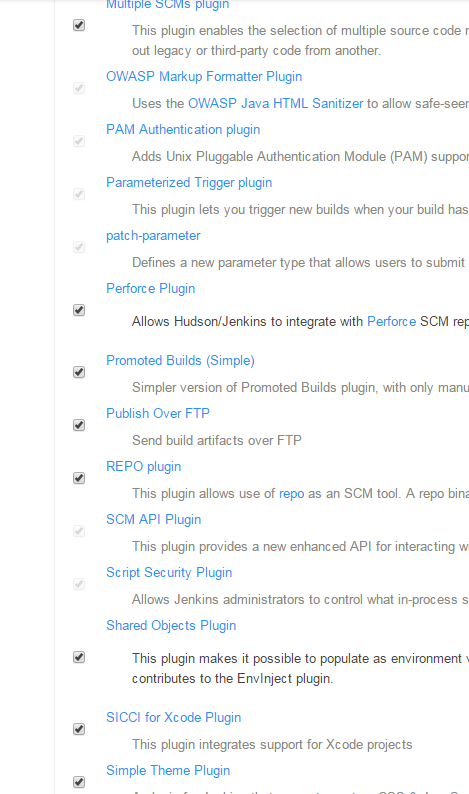 Multiple SCMs plugin
This plugin enables the selection of multiple source code
out legacy or third-party code from another.
OWASP Markup Formatter Plugin
Uses the OWASP Java HTML Sanitizer to allow safe-seem
PAM Authentication plugin
Adds Unix Pluggable Authentication Module (PAM) suppor
Parameterized Trigger plugin
This plugin lets you trigger new builds when your build has
patch-parameter
Defines a new parameter type that allows users to submit
Perforce Plugin
Allows Hudson/Jenkins to integrate with Perforce SCM rep
Promoted Builds (Simple)
Simpler version of Promoted Builds plugin, with only manu
Publish Over FTP
Send build artifacts over FTP
REPO plugin
This plugin allows use of repo as an SCM tool. A repo bina
SCM API Plugin
This plugin provides a new enhanced API for interacting w
Script Security Plugin
Allows Jenkins administrators to control what in-process s
Shared Objects Plugin
This plugin makes it possible to populate as environment v
contributes to the EnvInject plugin.
SICCI for Xcode Plugin
This plugin integrates support for Xcode projects
Simple Theme Plugin